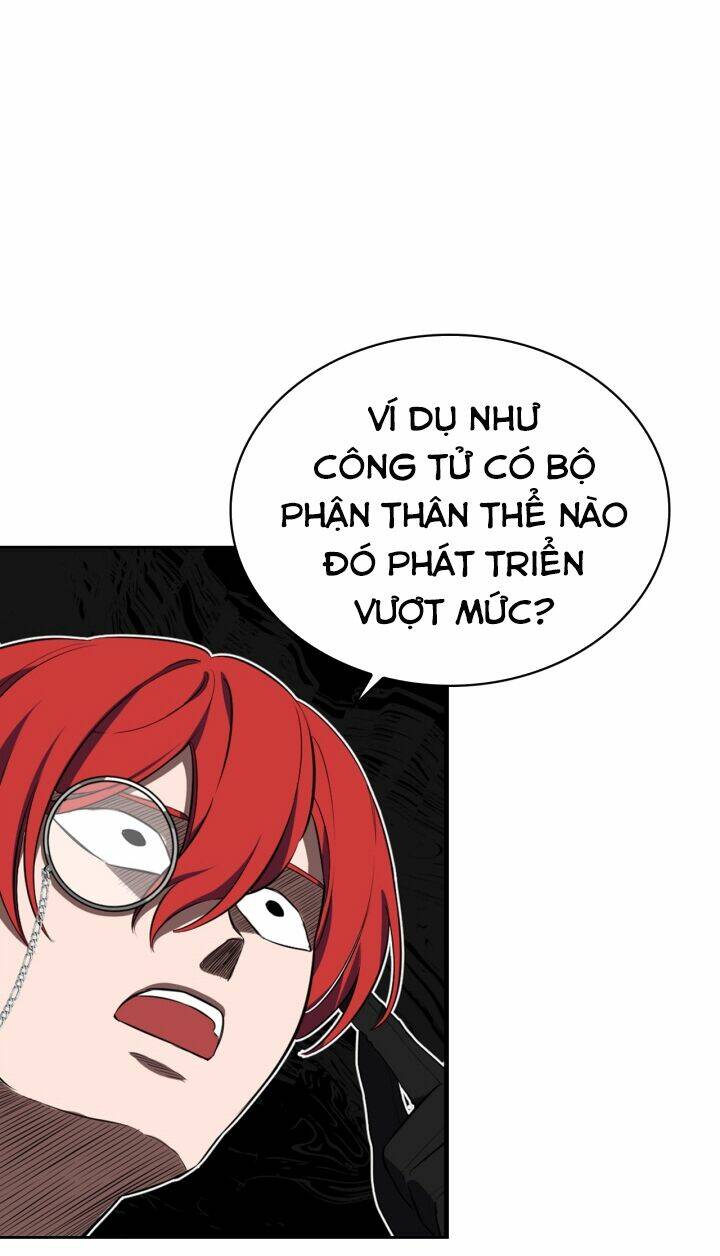 VÍ DỤ NHƯ
CÔNG TỬ CÓ BỘ
PHẬN THÂN THỂ NÀO
ĐÓ PHÁT TRIỂN
VƯỢT MỨC?